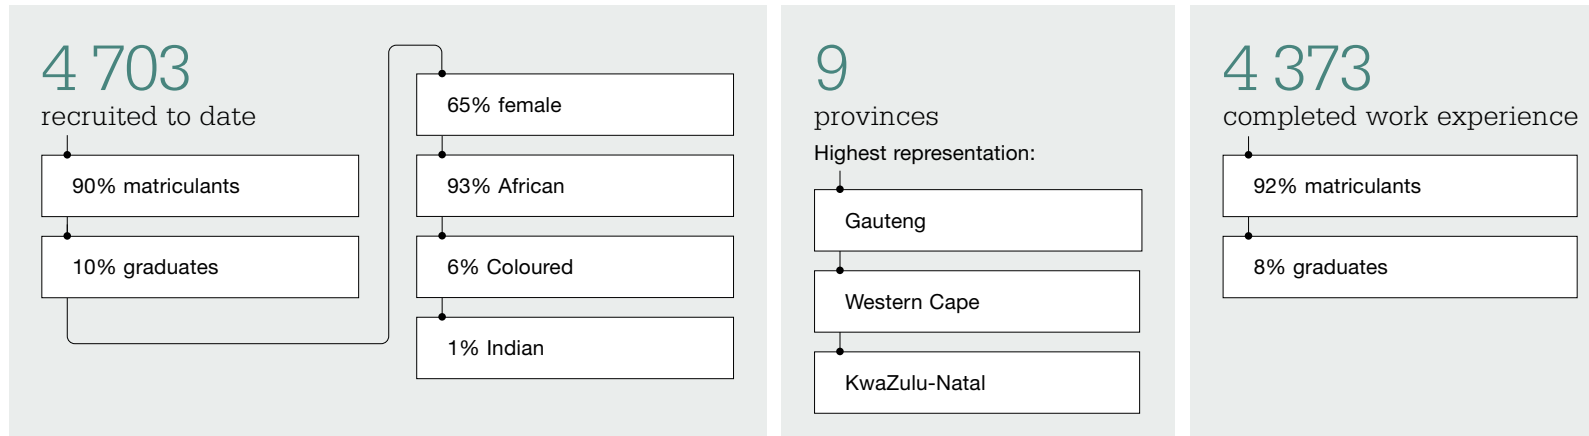 4 703
recruited to date
90% matriculants
10% graduates
65% female
93% African
6% Coloured
1% Indian
9
provinces
Highest representation:
Gauteng
Western Cape
KwaZulu-Natal
4 373
completed work experience
92% matriculants
8% graduates